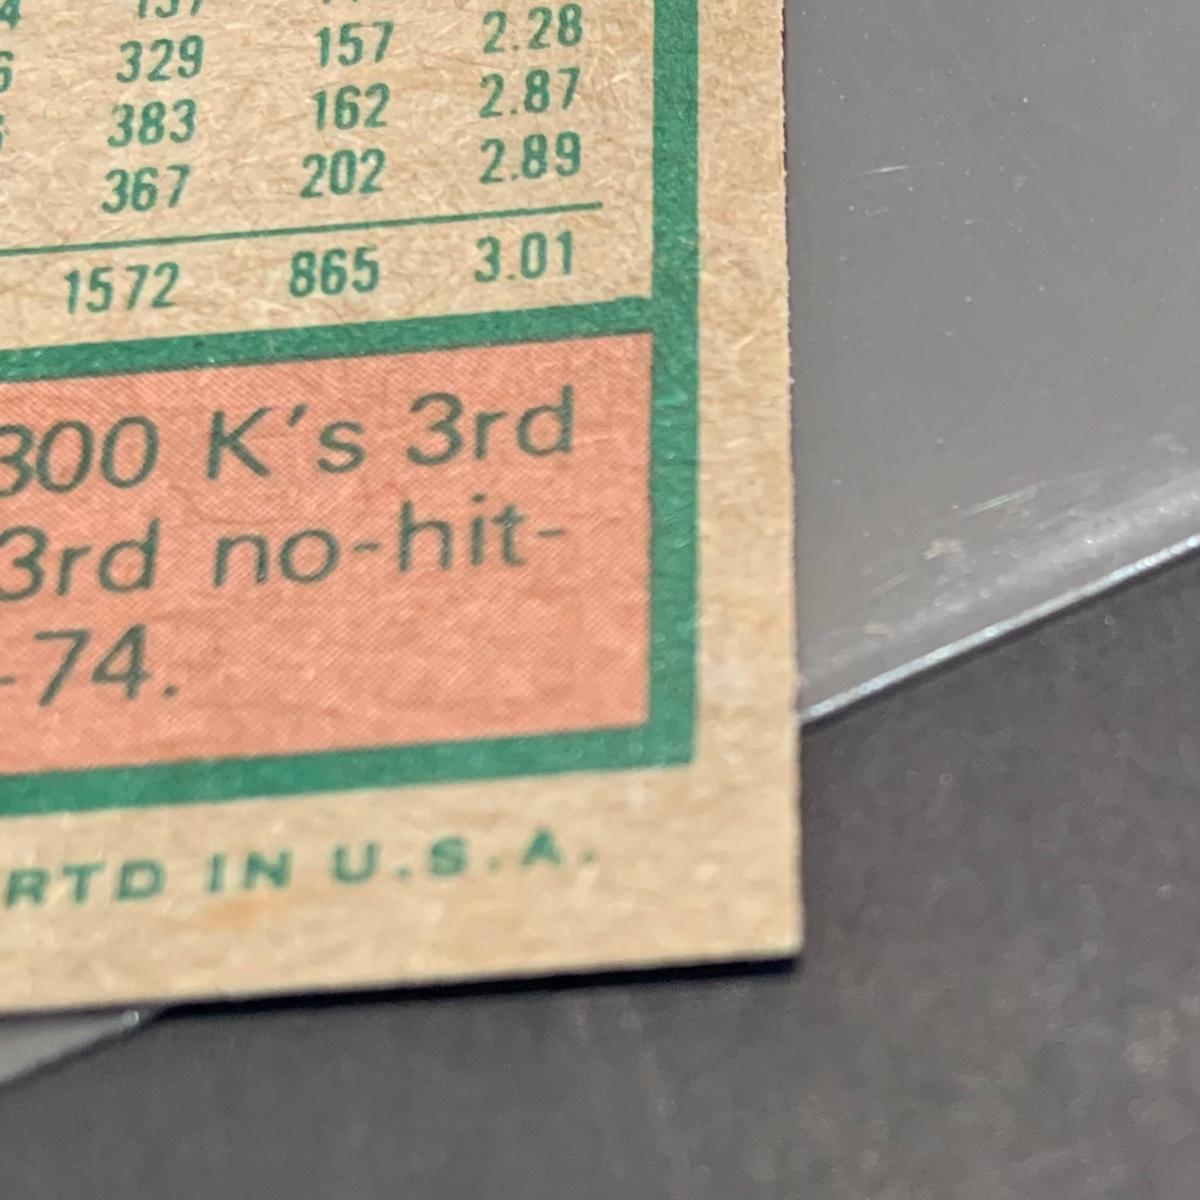 137
329 157 2.28
383 162 2.87
367 202 2.89
1572 865 3.01
300 K's 3rd
3rd no-hit-
-74.
RTD IN U.S.A.